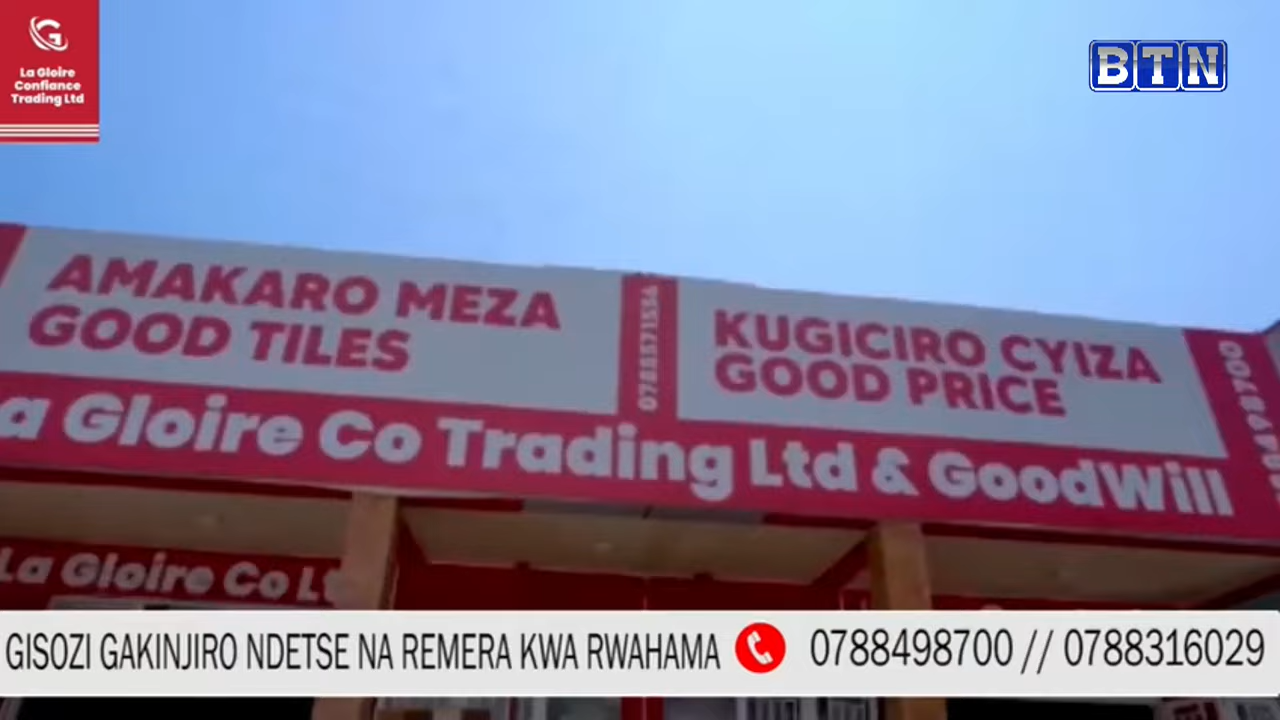 La Gloire
Confiance
Trading Ltd
BTN
AMAKARO MEZA
GOOD TILES
KUGICIRO CYIZA
GOOD PRICE
a Gloire Co Trading Ltd & GoodWill
La Gloire Co Lt
GISOZI GAKINJIRO NDETSE NA REMERA KWA RWAHAMA
0788498700 // 0788316029